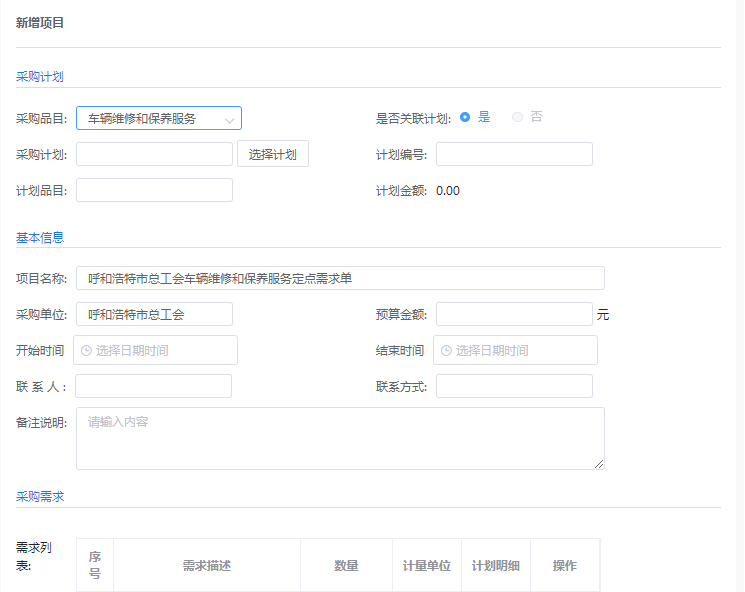 新增项目
采购计划
采购品目: 车辆维修和保养服务 是否关联计划: 是 否
采购计划: 选择计划 计划编号:
计划品目: 计划金额: 0.00
基本信息
项目名称: 呼和浩特市总工会车辆维修和保养服务定点需求单
采购单位: 呼和浩特市总工会 预算金额: 元
开始时间 选择日期时间 结束时间 选择日期时间
联 系 人 : 联系方式:
备注说明: 请输入内容
采购需求
需求列
表:
序
号
需求描述 数量 计量单位 计划明细 操作